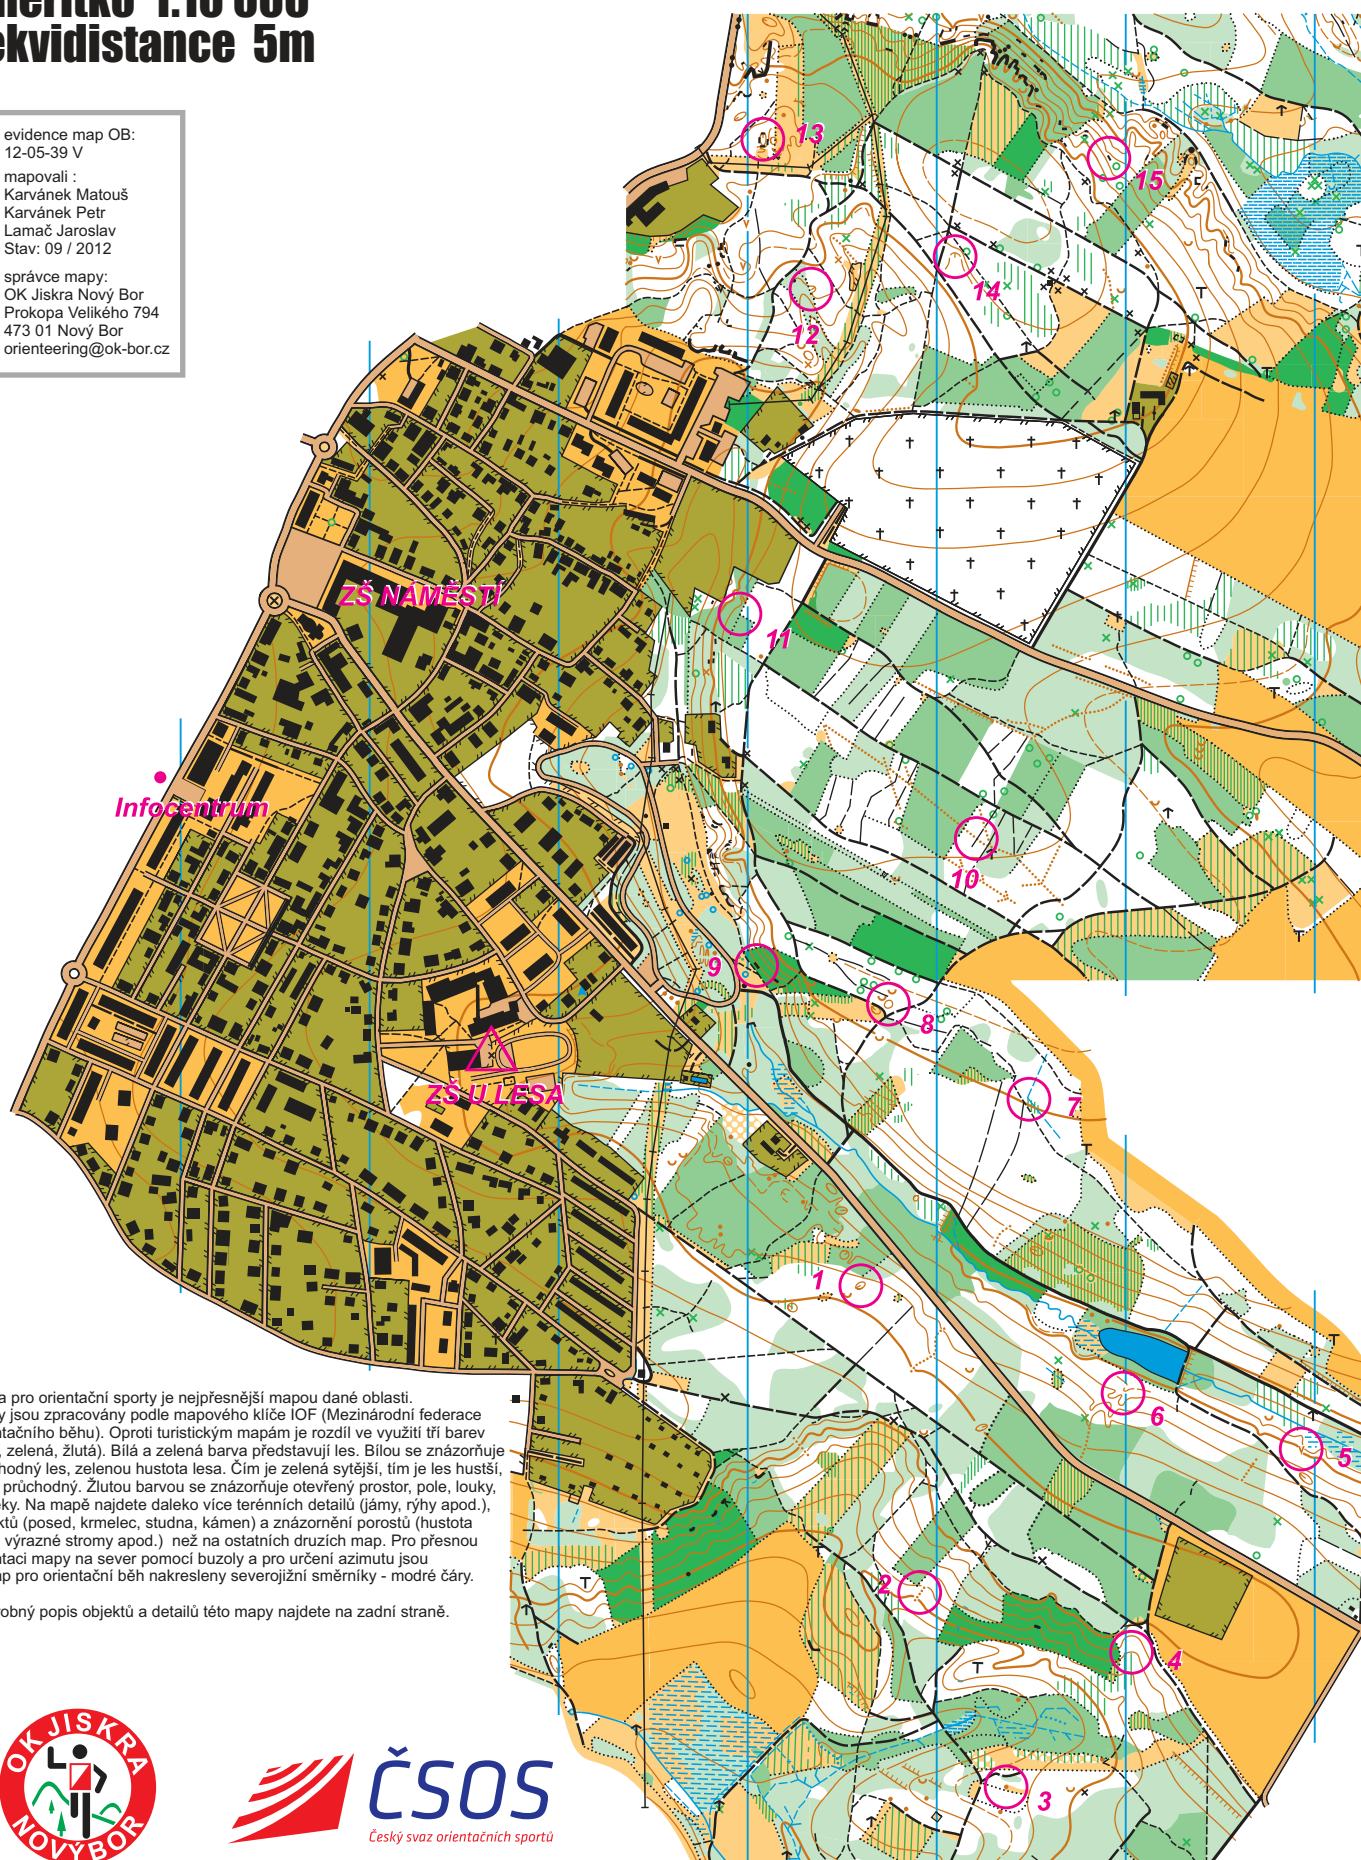 1:10 000
ekvidistance 5m
evidence map OB:
12-05-39 V
mapovali :
Karvánek Matouš
Karvánek Petr
Lamač Jaroslav
Stav: 09 / 2012
správce mapy:
OK Jiskra Nový Bor
Prokopa Velikého 794
473 01 Nový Bor
orienteering@ok-bor.cz
13
15
14
12
ZŠ NÁMĚSTÍ
11
Infocentrum
10
9
8
ZŠ U LESA
7
1
6
5
2
4
3
a pro orientační sporty je nejpřesnější mapou dané oblasti.
y jsou zpracovány podle mapového klíče IOF (Mezinárodní federace
ntačního běhu). Oproti turistickým mapám je rozdíl ve využití tří barev
, zelená, žlutá). Bílá a zelená barva představují les. Bílou se znázorňuje
hodný les, zelenou hustota lesa. Čím je zelená sytější, tím je les hustší,
průchodný. Žlutou barvou se znázorňuje otevřený prostor, pole, louky,
eky. Na mapě najdete daleko více terénních detailů (jámy, rýhy apod.),
któ (posed, krmelec, studna, kámen) a znázornění porostů (hustota
výrazné stromy apod.) než na ostatních druzích map. Pro přesnou
ntaci mapy na sever pomocí buzoly a pro určení azimutu jsou
ap pro orientační běh nakresleny severojižní směrníky - modré čáry.
robný popis objektů a detailů této mapy najdete na zadní straně.
OK JISKRA
NOVÝ BOR
ČSOS
Český svaz orientačních sportů